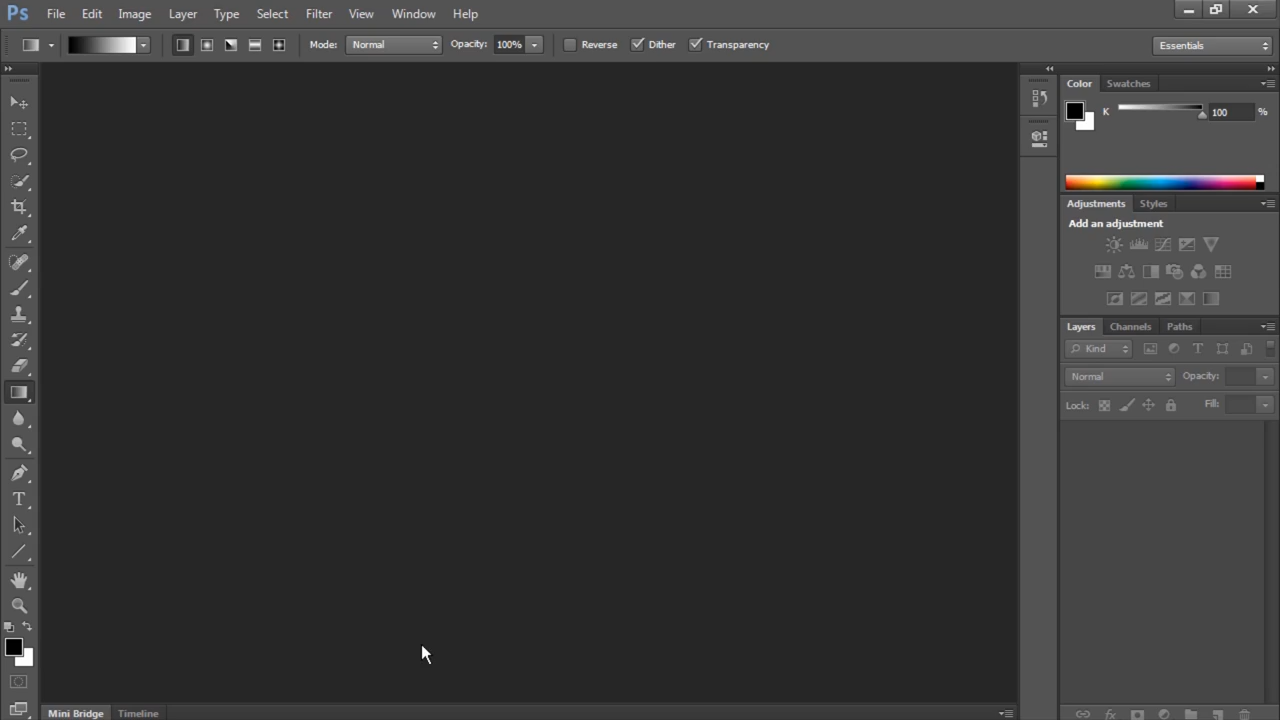 Ps File Edit Image Layer Type Select Filter View Window Help
Mode: Normal Opacity: 100% Reverse Dither Transparency Essentials
Color Swatches
K 100 %
Adjustments Styles
Add an adjustment
Layers Channels Paths
Kind T
Normal Opacity:
Lock: Fill:
T
fx
Mini Bridge Timeline